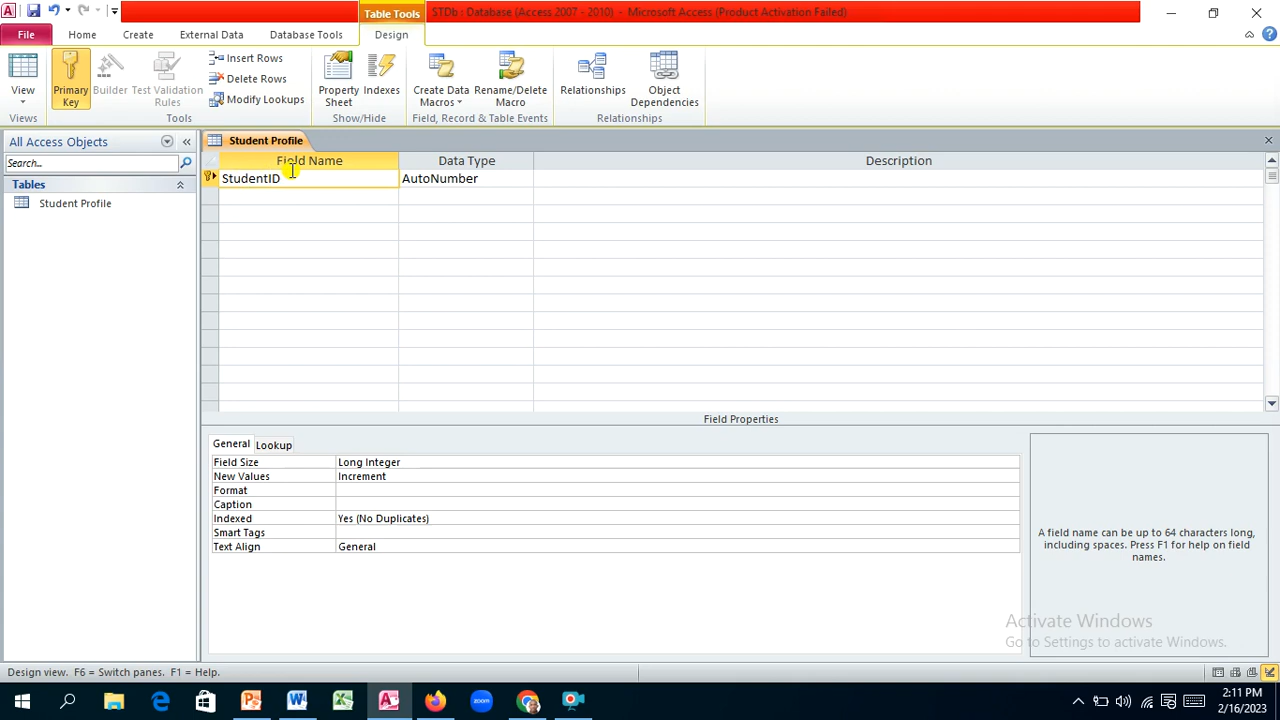 Table Tools
STDb : Database (Access 2007 - 2010) - Microsoft Access (Product Activation Failed)
File Home Create External Data Database Tools Design
View
Primary Key
Builder
Test Validation Rules
Insert Rows
Delete Rows
Modify Lookups
Property Sheet
Indexes
Create Data Macros
Rename/Delete Macro
Relationships
Object Dependencies
Views Tools Show/Hide Field, Record & Table Events Relationships
All Access Objects
Search...
Tables
Student Profile
Student Profile
Field Name Data Type Description
StudentID AutoNumber
Field Properties
General Lookup
Field Size Long Integer
New Values Increment
Format
Caption
Indexed Yes (No Duplicates)
Smart Tags
Text Align General
A field name can be up to 64 characters long,
including spaces. Press F1 for help on field
names.
Activate Windows
Go to Settings to activate Windows.
Design view. F6 = Switch panes. F1 = Help.
zoom
2:11 PM
2/16/2023